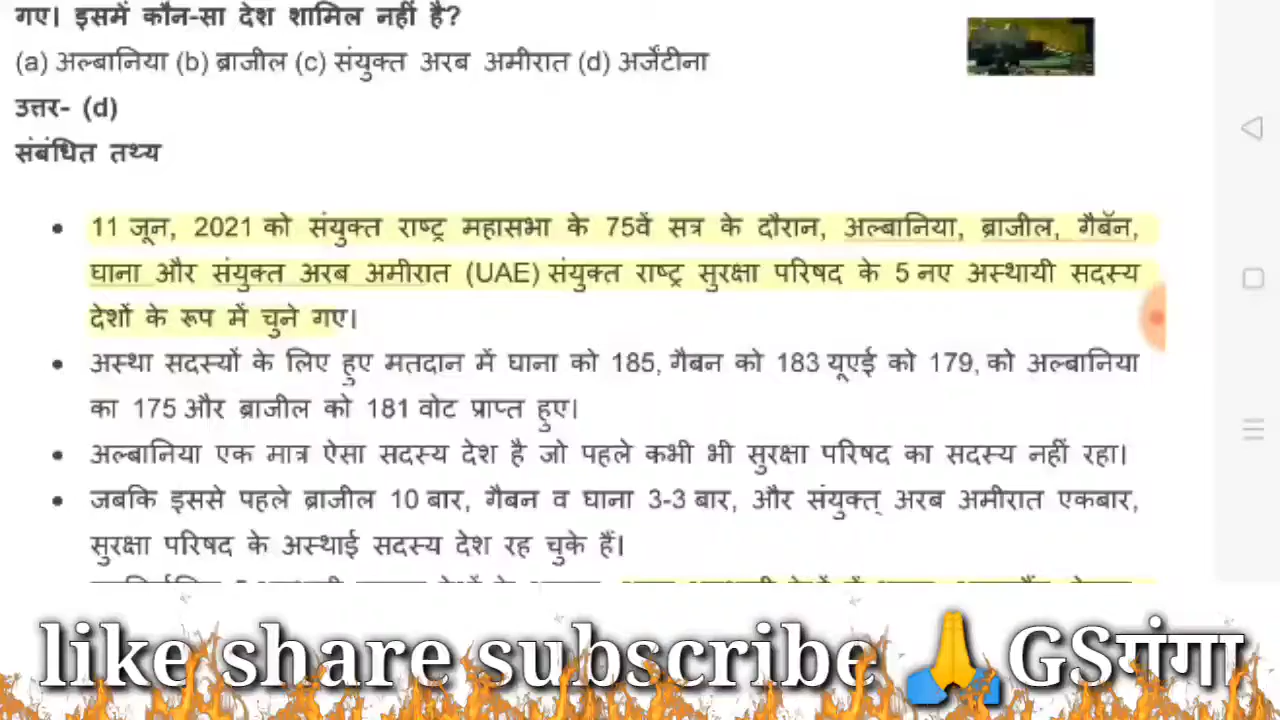 गए। इसमें कौन-सा देश शामिल नहीं है?
(a) अल्बानिया (b) ब्राजील (c) संयुक्त अरब अमीरात (d) अर्जेंटीना
उत्तर- (d)
संबंधित तथ्य
11 जून, 2021 को संयुक्त राष्ट्र महासभा के 75वें सत्र के दौरान, अल्बानिया, ब्राजील, गैबॅन,
घाना और संयुक्त अरब अमीरात (UAE) संयुक्त राष्ट्र सुरक्षा परिषद के 5 नए अस्थायी सदस्य
देशों के रूप में चुने गए।
अस्था सदस्यों के लिए हुए मतदान में घाना को 185, गैबन को 183 यूएई को 179, को अल्बानिया
का 175 और ब्राजील को 181 वोट प्राप्त हुए।
अल्बानिया एक मात्र ऐसा सदस्य देश है जो पहले कभी भी सुरक्षा परिषद का सदस्य नहीं रहा।
जबकि इससे पहले ब्राजील 10 बार, गैबन व घाना 3-3 बार, और संयुक्त् अरब अमीरात एकबार,
सुरक्षा परिषद के अस्थाई सदस्य देश रह चुके हैं।
like share subscribe 🙏 GSगंगा